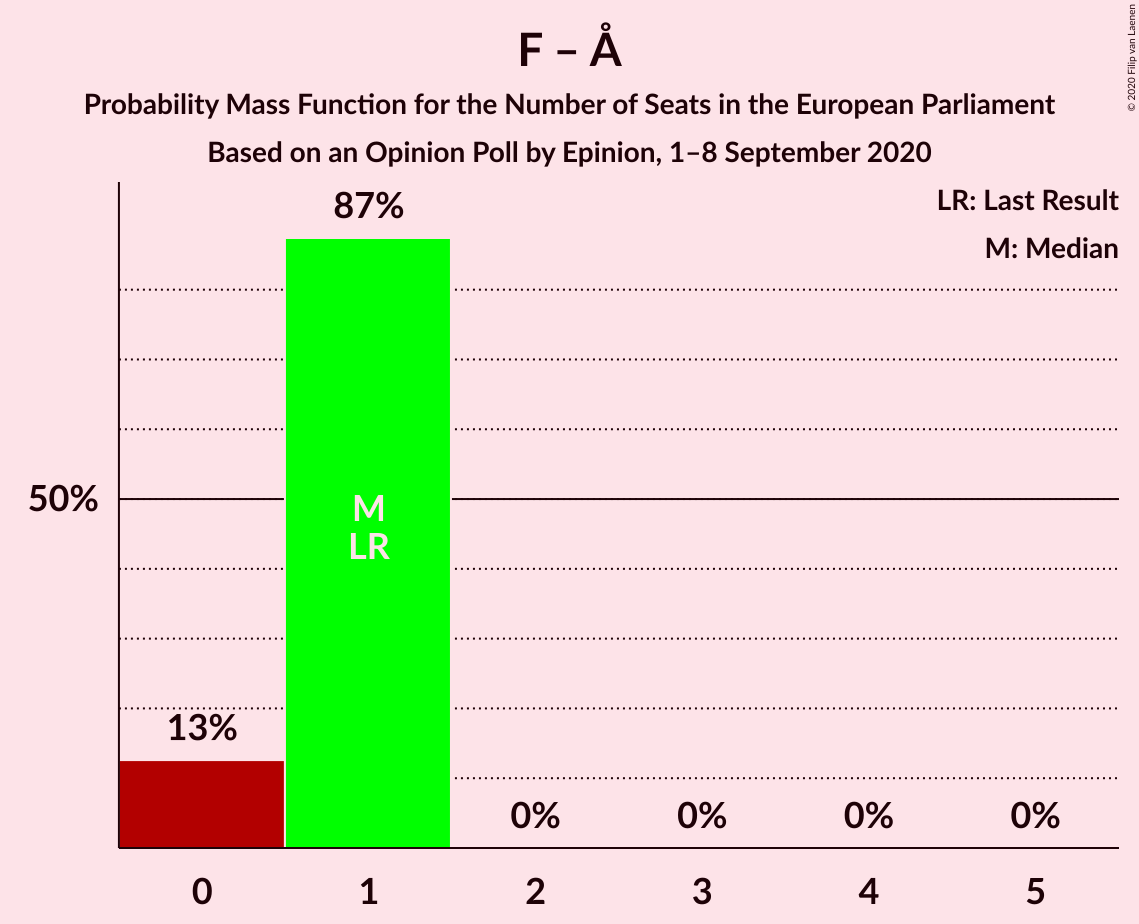 F – Å
Probability Mass Function for the Number of Seats in the European Parliament
Based on an Opinion Poll by Epinion, 1–8 September 2020
© 2020 Filip van Laenen
LR: Last Result
M: Median
87%
50%
M
LR
13%
0% 0% 0% 0%
0 1 2 3 4 5